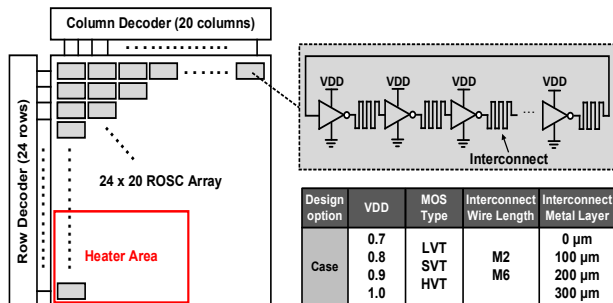 Column Decoder (20 columns)
Row Decoder (24 rows)
24 x 20 ROSC Array
Heater Area
VDD VDD VDD VDD
...
Interconnect
Design option VDD MOS Type Interconnect Wire Length Interconnect Metal Layer
Case
0.7
0.8
0.9
1.0
LVT
SVT
HVT
M2
M6
0 µm
100 µm
200 µm
300 µm